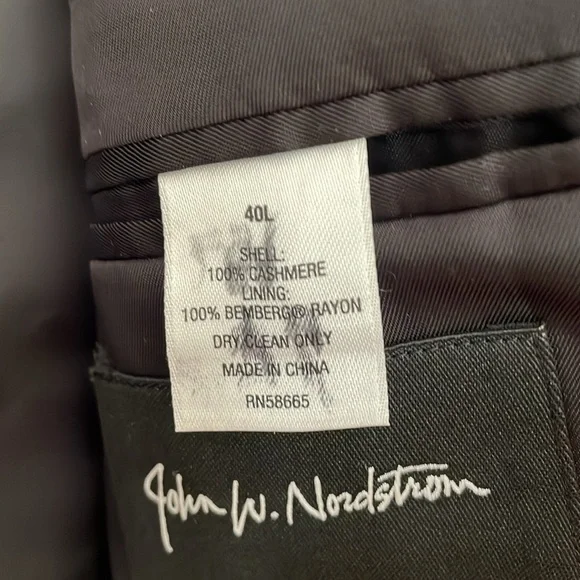 40L
SHELL:
100% CASHMERE
LINING:
100% BEMBERG® RAYON
DRY CLEAN ONLY
MADE IN CHINA
RN58665
John W. Nordstrom